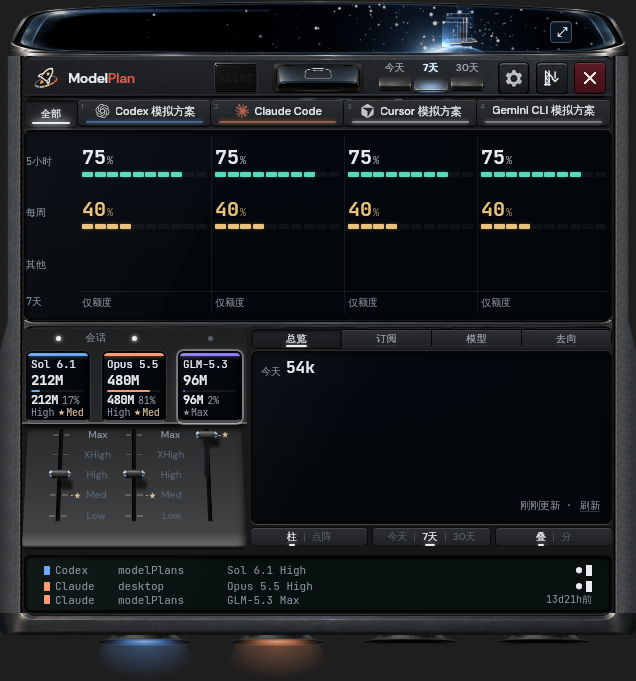 ModelPlan ALERT 今天 7天 30天
全部 1 Codex 模拟方案 2 Claude Code 3 Cursor 模拟方案 4 Gemini CLI 模拟方案
5小时 75% 75% 75% 75%
每周 40% 40% 40% 40%
其他
7天 仅额度 仅额度 仅额度 仅额度
会话
Sol 6.1 Opus 5.5 GLM-5.3
212M 480M 96M
212M 17% 480M 81% 96M 2%
High ★Med High ★Med ★Max
Max Max ★
XHigh XHigh
High High
★ Med ★ Med
Low Low
总览 订阅 模型 去向
今天 54k
刚刚更新 · 刷新
柱 | 点阵 今天 | 7天 | 30天 叠 | 分
Codex modelPlans Sol 6.1 High
Claude desktop Opus 5.5 High
Claude modelPlans GLM-5.3 Max 13d21h前